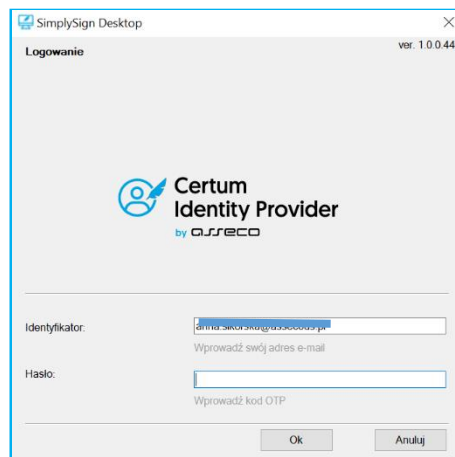 SimplySign Desktop
Logowanie
ver. 1.0.0.44
Certum
Identity Provider
by asseco
Identyfikator:
Wprowadź swój adres e-mail
Hasło:
Wprowadź kod OTP
Ok
Anuluj